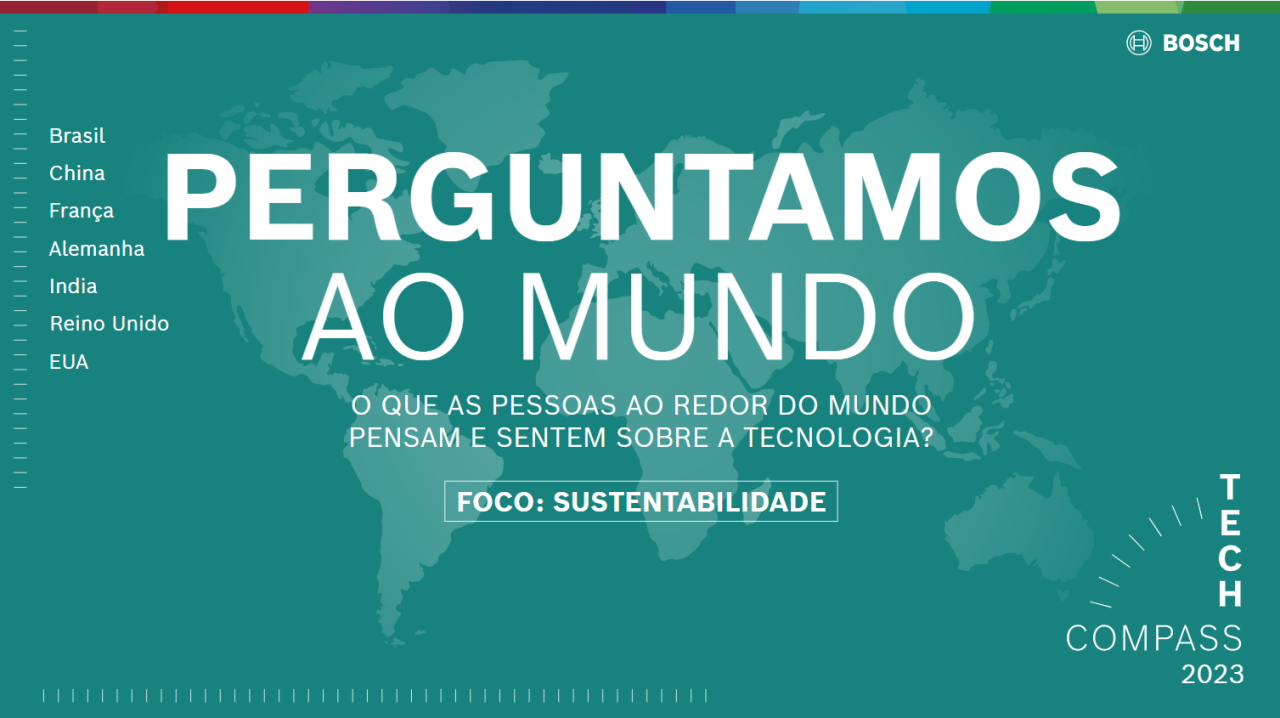 BOSCH
Brasil
China
França
Alemanha
India
Reino Unido
EUA
PERGUNTAMOS
AO MUNDO
O QUE AS PESSOAS AO REDOR DO MUNDO
PENSAM E SENTEM SOBRE A TECNOLOGIA?
FOCO: SUSTENTABILIDADE
TECH
COMPASS
2023